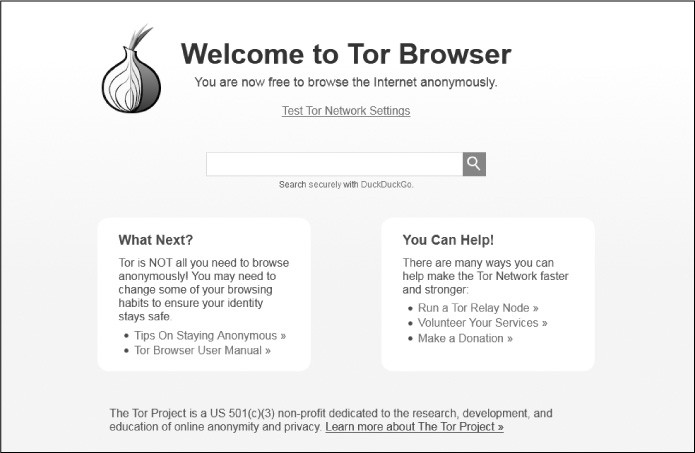 Welcome to Tor Browser
You are now free to browse the Internet anonymously.
Test Tor Network Settings
Search securely with DuckDuckGo.
What Next?
Tor is NOT all you need to browse
anonymously! You may need to
change some of your browsing
habits to ensure your identity
stays safe.
• Tips On Staying Anonymous »
• Tor Browser User Manual »
You Can Help!
There are many ways you can
help make the Tor Network faster
and stronger:
• Run a Tor Relay Node »
• Volunteer Your Services »
• Make a Donation »
The Tor Project is a US 501(c)(3) non-profit dedicated to the research, development, and
education of online anonymity and privacy. Learn more about The Tor Project »